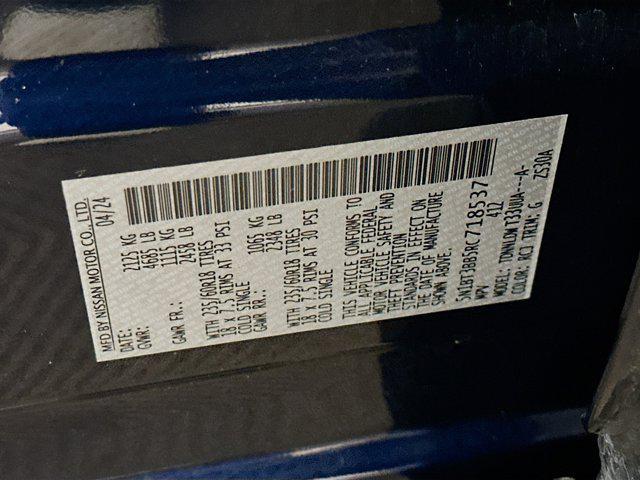 MFD BY NISSAN MOTOR CO., LTD.
DATE: 04/24
GVWR: 2125 KG
4685 LB
GAWR FR.: 1115 KG
2458 LB
WITH 235/60R18 TIRES
18 X 7.5 RIMS AT 33 PSI
COLD SINGLE
GAWR RR.: 1065 KG
2348 LB
WITH 235/60R18 TIRES
18 X 7.5 RIMS AT 30 PSI
COLD SINGLE
THIS VEHICLE CONFORMS TO
ALL APPLICABLE FEDERAL
MOTOR VEHICLE SAFETY AND
THEFT PREVENTION
STANDARDS IN EFFECT ON
THE DATE OF MANUFACTURE
SHOWN ABOVE.
5N1BT3BB5RC718537
MPV 412
MODEL:
COLOR: RCJ TRIM: G ZS30A